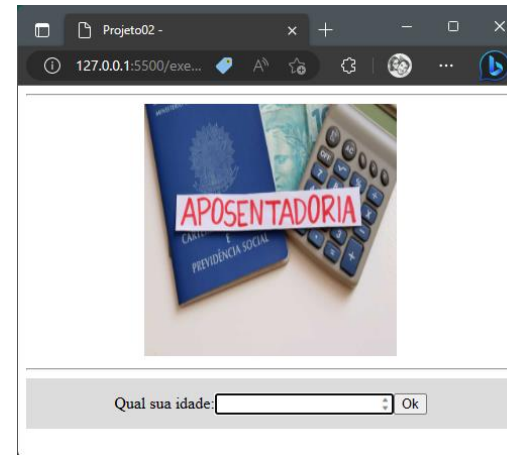 Projeto02 -
127.0.0.1:5500/exe...
APOSENTADORIA
E
PREVIDÊNCIA SOCIAL
Qual sua idade:
Ok